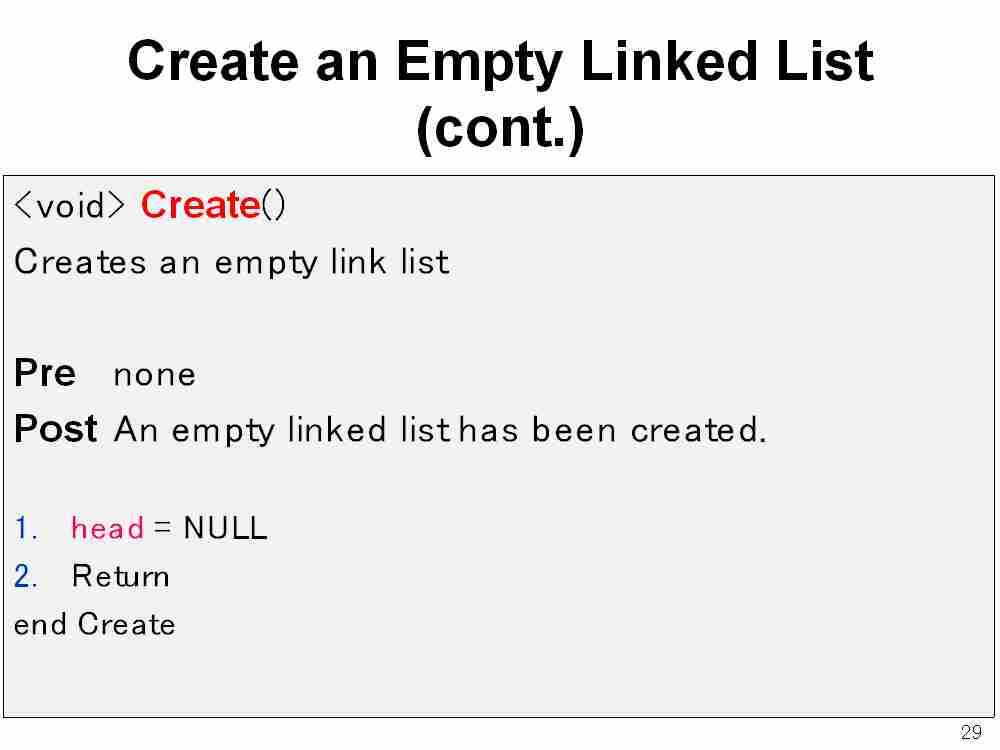 Create an Empty Linked List
(cont.)
<void> Create()
Creates an empty link list
Pre none
Post An empty linked list has been created.
1. head = NULL
2. Return
end Create
29